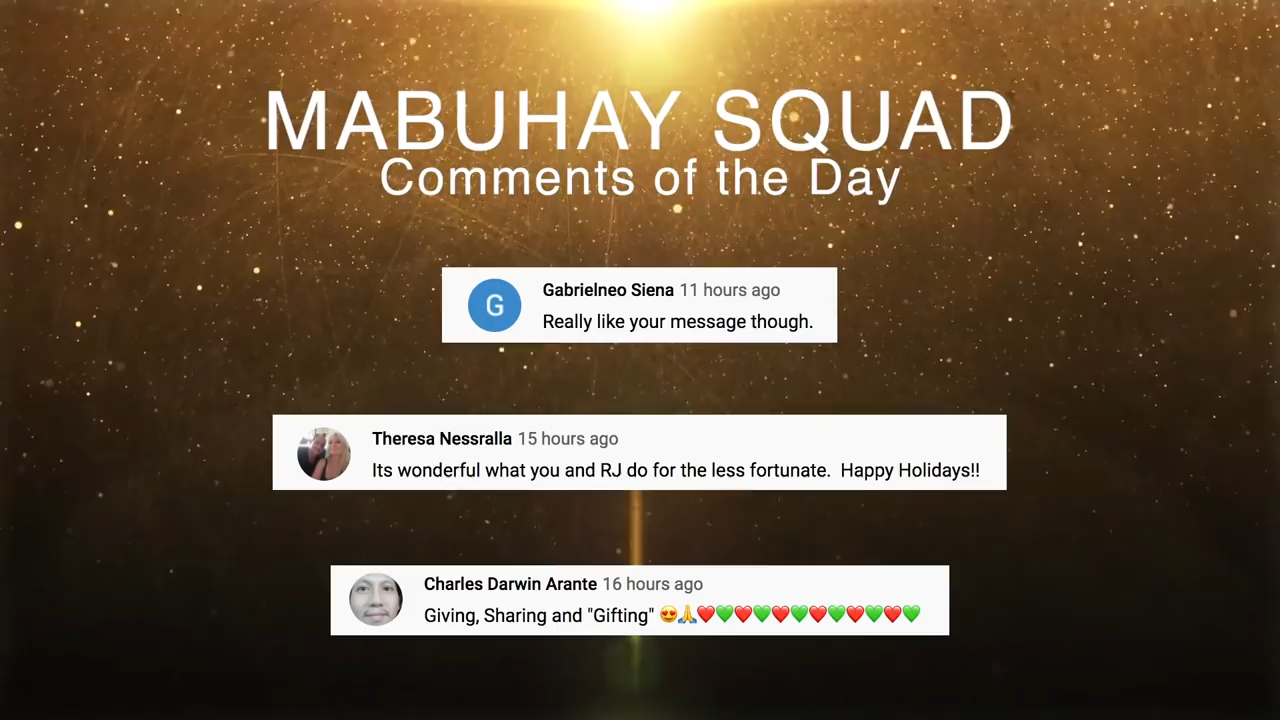 MABUHAY SQUAD
Comments of the Day
G
Gabrielneo Siena 11 hours ago
Really like your message though.
Theresa Nessralla 15 hours ago
Its wonderful what you and RJ do for the less fortunate.  Happy Holidays!!
Charles Darwin Arante 16 hours ago
Giving, Sharing and "Gifting" 😍🙏❤️💚❤️💚❤️💚❤️💚❤️💚❤️💚